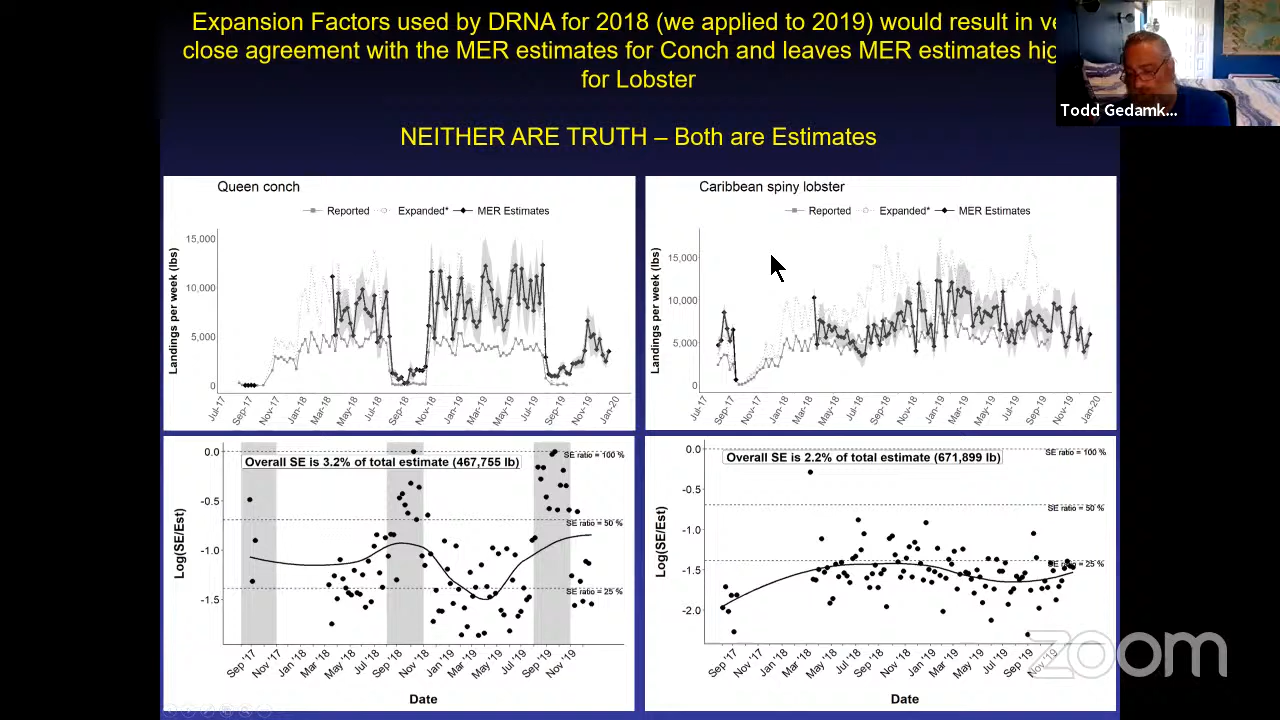 Expansion Factors used by DRNA for 2018 (we applied to 2019) would result in ve
close agreement with the MER estimates for Conch and leaves MER estimates hig
for Lobster
Todd Gedamk...
NEITHER ARE TRUTH – Both are Estimates
Queen conch
Reported Expanded* MER Estimates
Landings per week (lbs)
15,000
10,000
5,000
0
Jul-17 Sep-17 Nov-17 Jan-18 Mar-18 May-18 Jul-18 Sep-18 Nov-18 Jan-19 Mar-19 May-19 Jul-19 Sep-19 Nov-19 Jan-20
Caribbean spiny lobster
Reported Expanded* MER Estimates
Landings per week (lbs)
15,000
10,000
5,000
0
Jul-17 Sep-17 Nov-17 Jan-18 Mar-18 May-18 Jul-18 Sep-18 Nov-18 Jan-19 Mar-19 May-19 Jul-19 Sep-19 Nov-19 Jan-20
Overall SE is 3.2% of total estimate (467,755 lb)
SE ratio = 100 %
SE ratio = 50 %
SE ratio = 25 %
Log(SE/Est)
0.0
-0.5
-1.0
-1.5
Sep '17 Nov '17 Jan '18 Mar '18 May '18 Jul '18 Sep '18 Nov '18 Jan '19 Mar '19 May '19 Jul '19 Sep '19 Nov '19
Date
Overall SE is 2.2% of total estimate (671,899 lb)
SE ratio = 100 %
SE ratio = 50 %
SE ratio = 25 %
Log(SE/Est)
0.0
-0.5
-1.0
-1.5
-2.0
Sep '17 Nov '17 Jan '18 Mar '18 May '18 Jul '18 Sep '18 Nov '18 Jan '19 Mar '19 May '19 Jul '19 Sep '19 Nov '19
Date
zoom